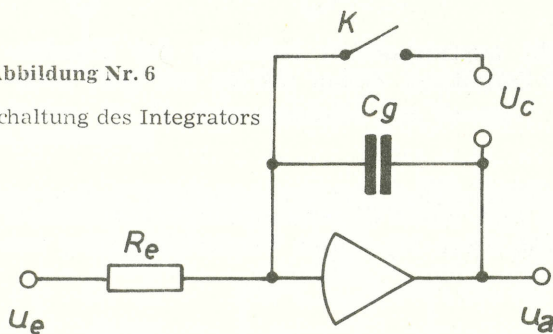 K
bbildung Nr. 6
chaltung des Integrators
Cg
Uc
Re
ue
ua